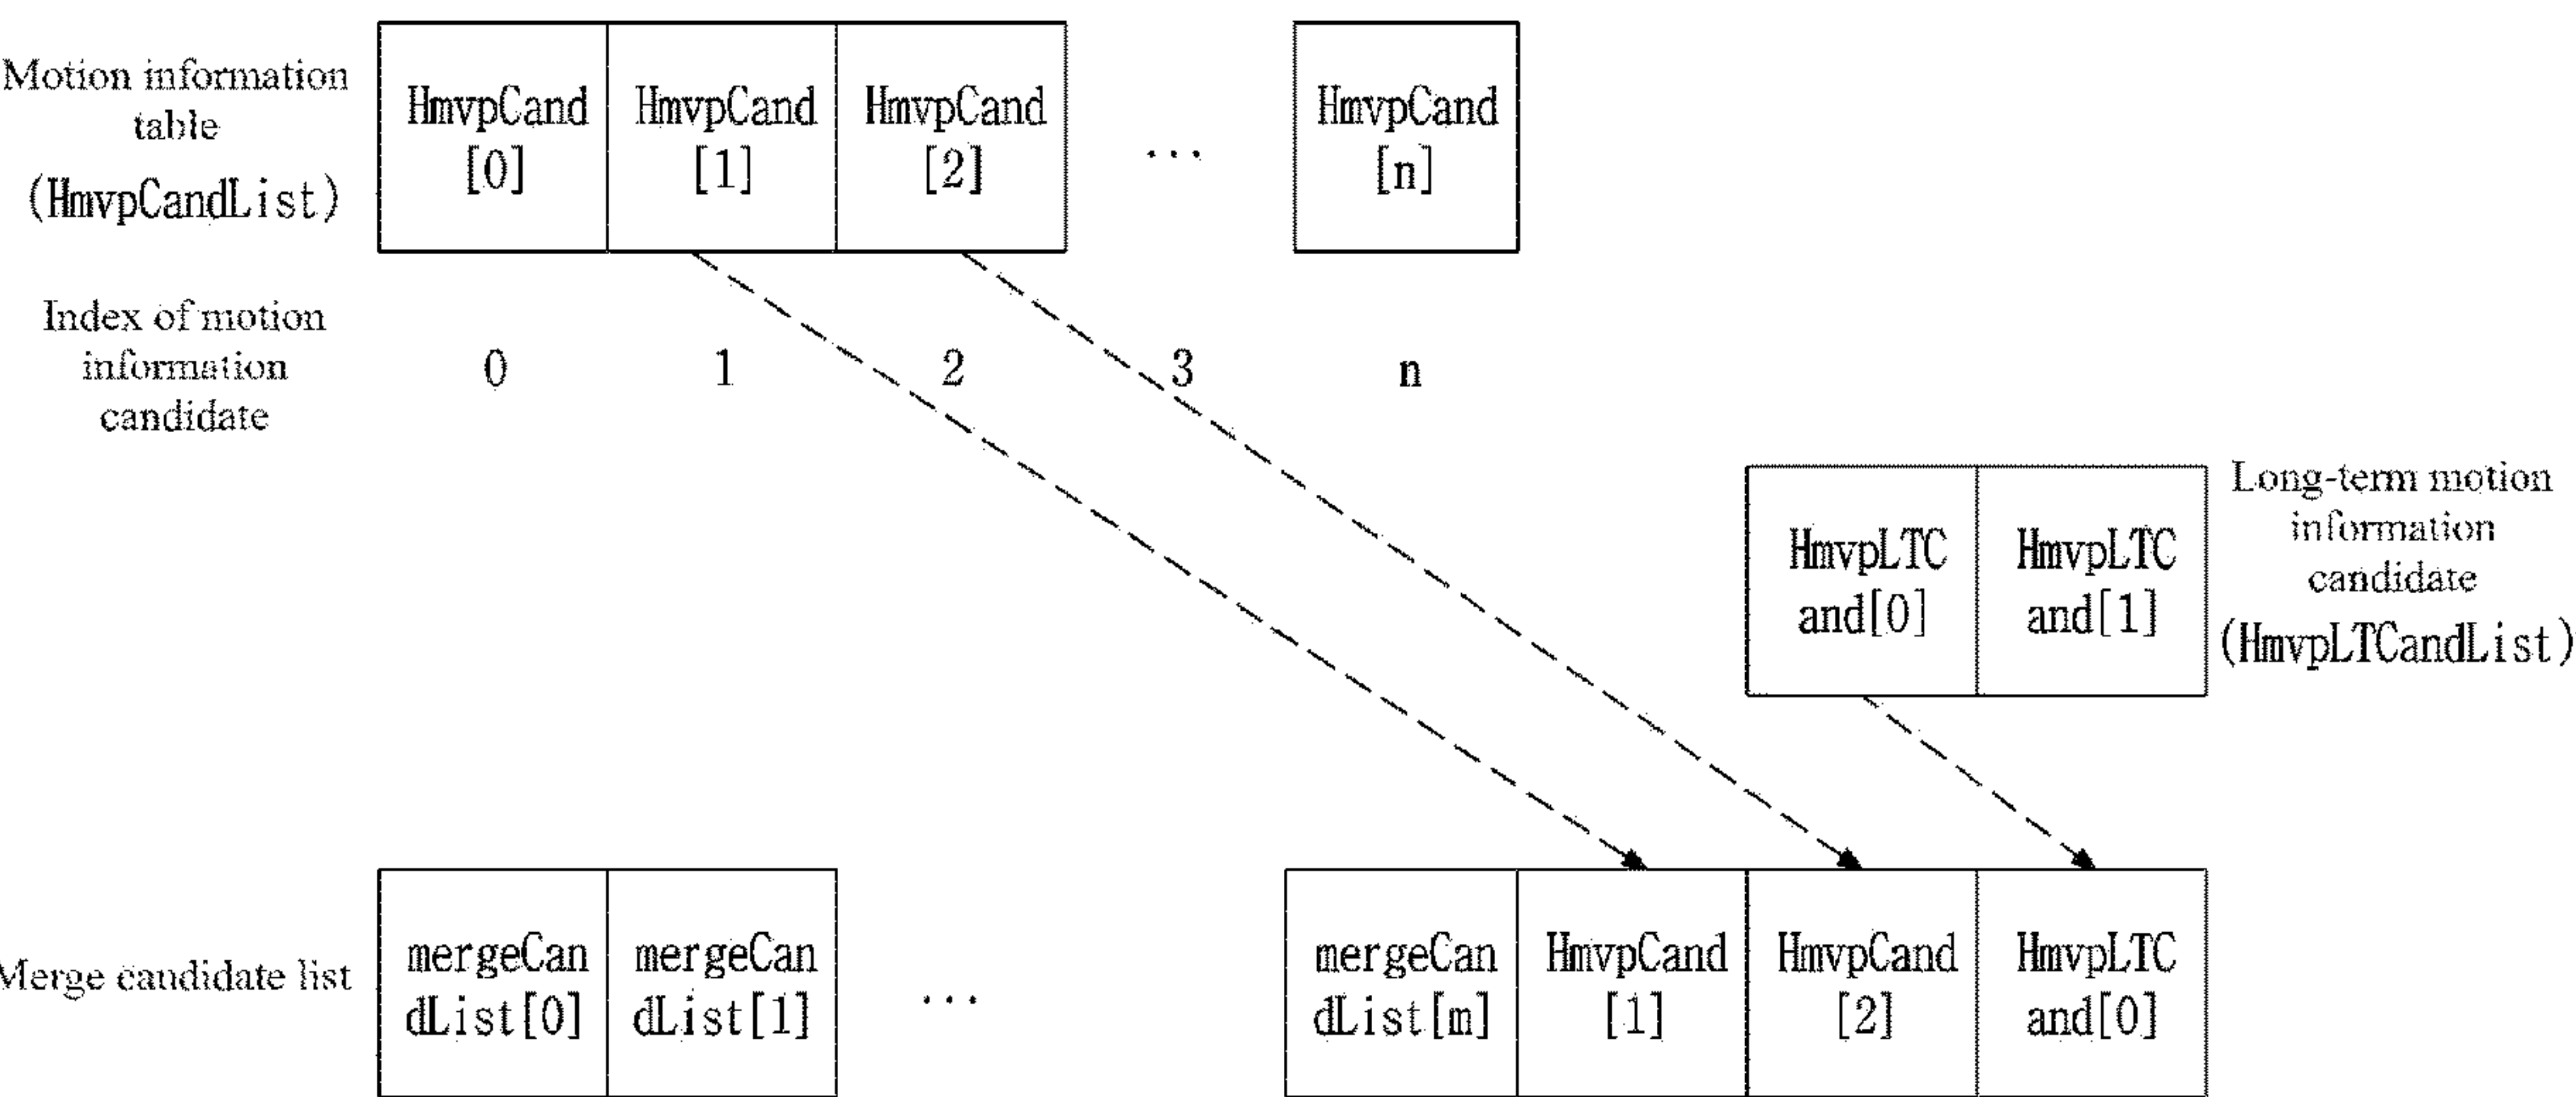 Motion information
table
(HmvpCandList)
HmvpCand HmvpCand HmvpCand ... HmvpCand
[0] [1] [2] [n]
Index of motion
information
candidate
0 1 2 3 n
HmvpLTC HmvpLTC
and[0] and[1]
Long-term motion
information
candidate
(HmvpLTCandList)
Merge candidate list
mergeCan mergeCan ... mergeCan HmvpCand HmvpCand HmvpLTC
dList[0] dList[1] dList[m] [1] [2] and[0]